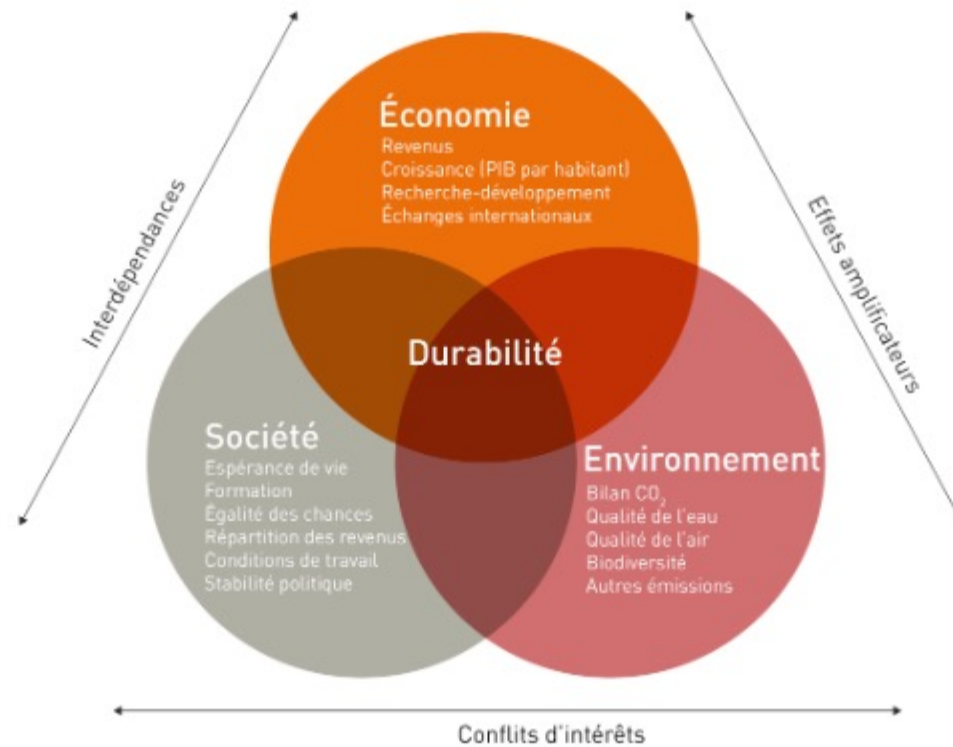 Économie
Revenus
Croissance (PIB par habitant)
Recherche-développement
Échanges internationaux
Interdépendances
Effets amplificateurs
Durabilité
Société
Espérance de vie
Formation
Égalité des chances
Répartition des revenus
Conditions de travail
Stabilité politique
Environnement
Bilan CO₂
Qualité de l'eau
Qualité de l'air
Biodiversité
Autres émissions
Conflits d'intérêts